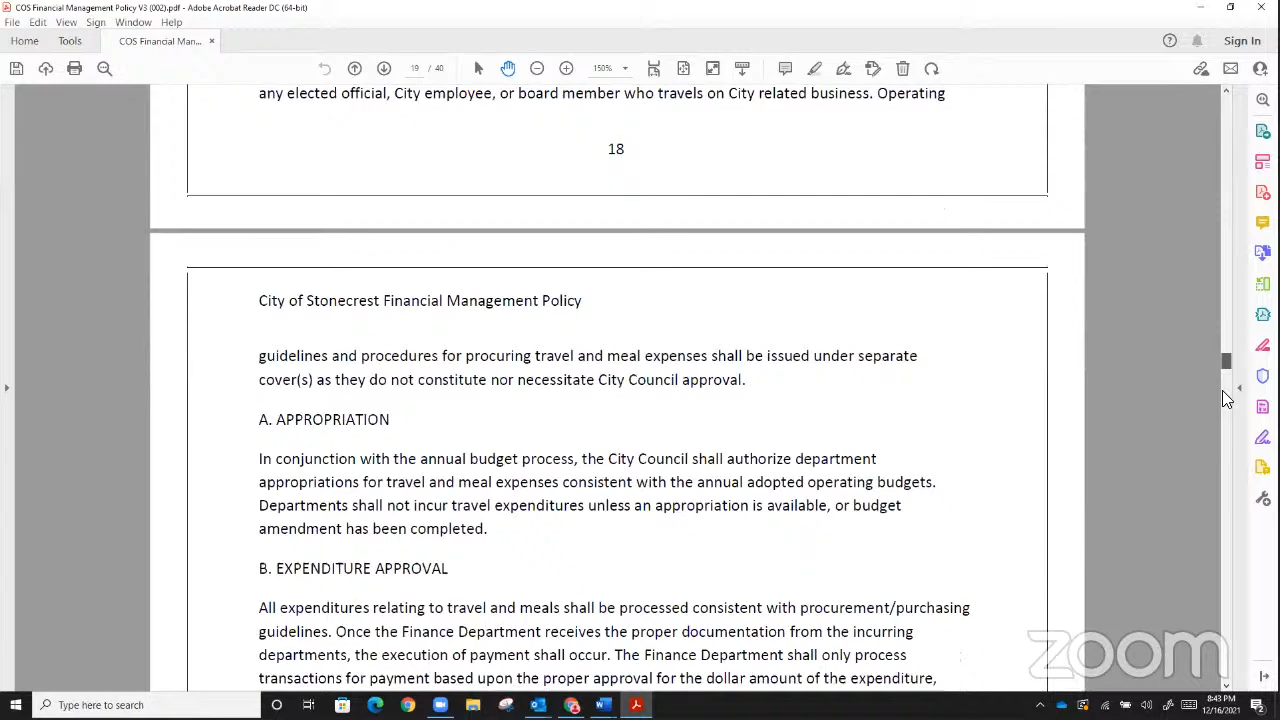 COS Financial Management Policy V3 (002).pdf - Adobe Acrobat Reader DC (64-bit)
File Edit View Sign Window Help
Home Tools COS Financial Man... × Sign In
19 / 40 150%
any elected official, City employee, or board member who travels on City related business. Operating
18
City of Stonecrest Financial Management Policy
guidelines and procedures for procuring travel and meal expenses shall be issued under separate
cover(s) as they do not constitute nor necessitate City Council approval.
A. APPROPRIATION
In conjunction with the annual budget process, the City Council shall authorize department
appropriations for travel and meal expenses consistent with the annual adopted operating budgets.
Departments shall not incur travel expenditures unless an appropriation is available, or budget
amendment has been completed.
B. EXPENDITURE APPROVAL
All expenditures relating to travel and meals shall be processed consistent with procurement/purchasing
guidelines. Once the Finance Department receives the proper documentation from the incurring
departments, the execution of payment shall occur. The Finance Department shall only process
transactions for payment based upon the proper approval for the dollar amount of the expenditure,
zoom
Type here to search
8:43 PM
12/16/2021